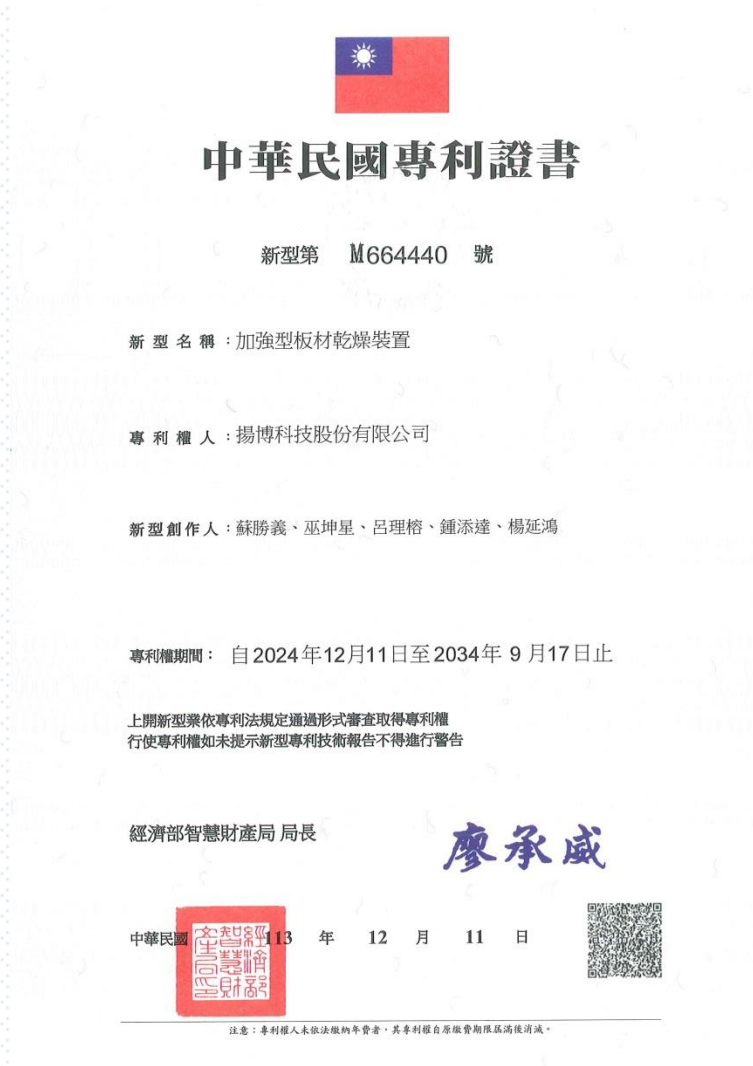 中華民國專利證書
新型第 M664440 號
新型名稱：加強型板材乾燥裝置
專利權人：揚博科技股份有限公司
新型創作人：蘇勝義、巫坤星、呂理榕、鍾添達、楊延鴻
專利權期間： 自2024年12月11日至2034年 9 月17日止
上開新型業依專利法規定通過形式審查取得專利權
行使專利權如未提示新型專利技術報告不得進行警告
經濟部智慧財產局 局長 廖承威
中華民國 113 年 12 月 11 日
經濟部
智慧財
產局印
注意：專利權人未依法繳納年費者，其專利權自原繳費期限屆滿後消滅。